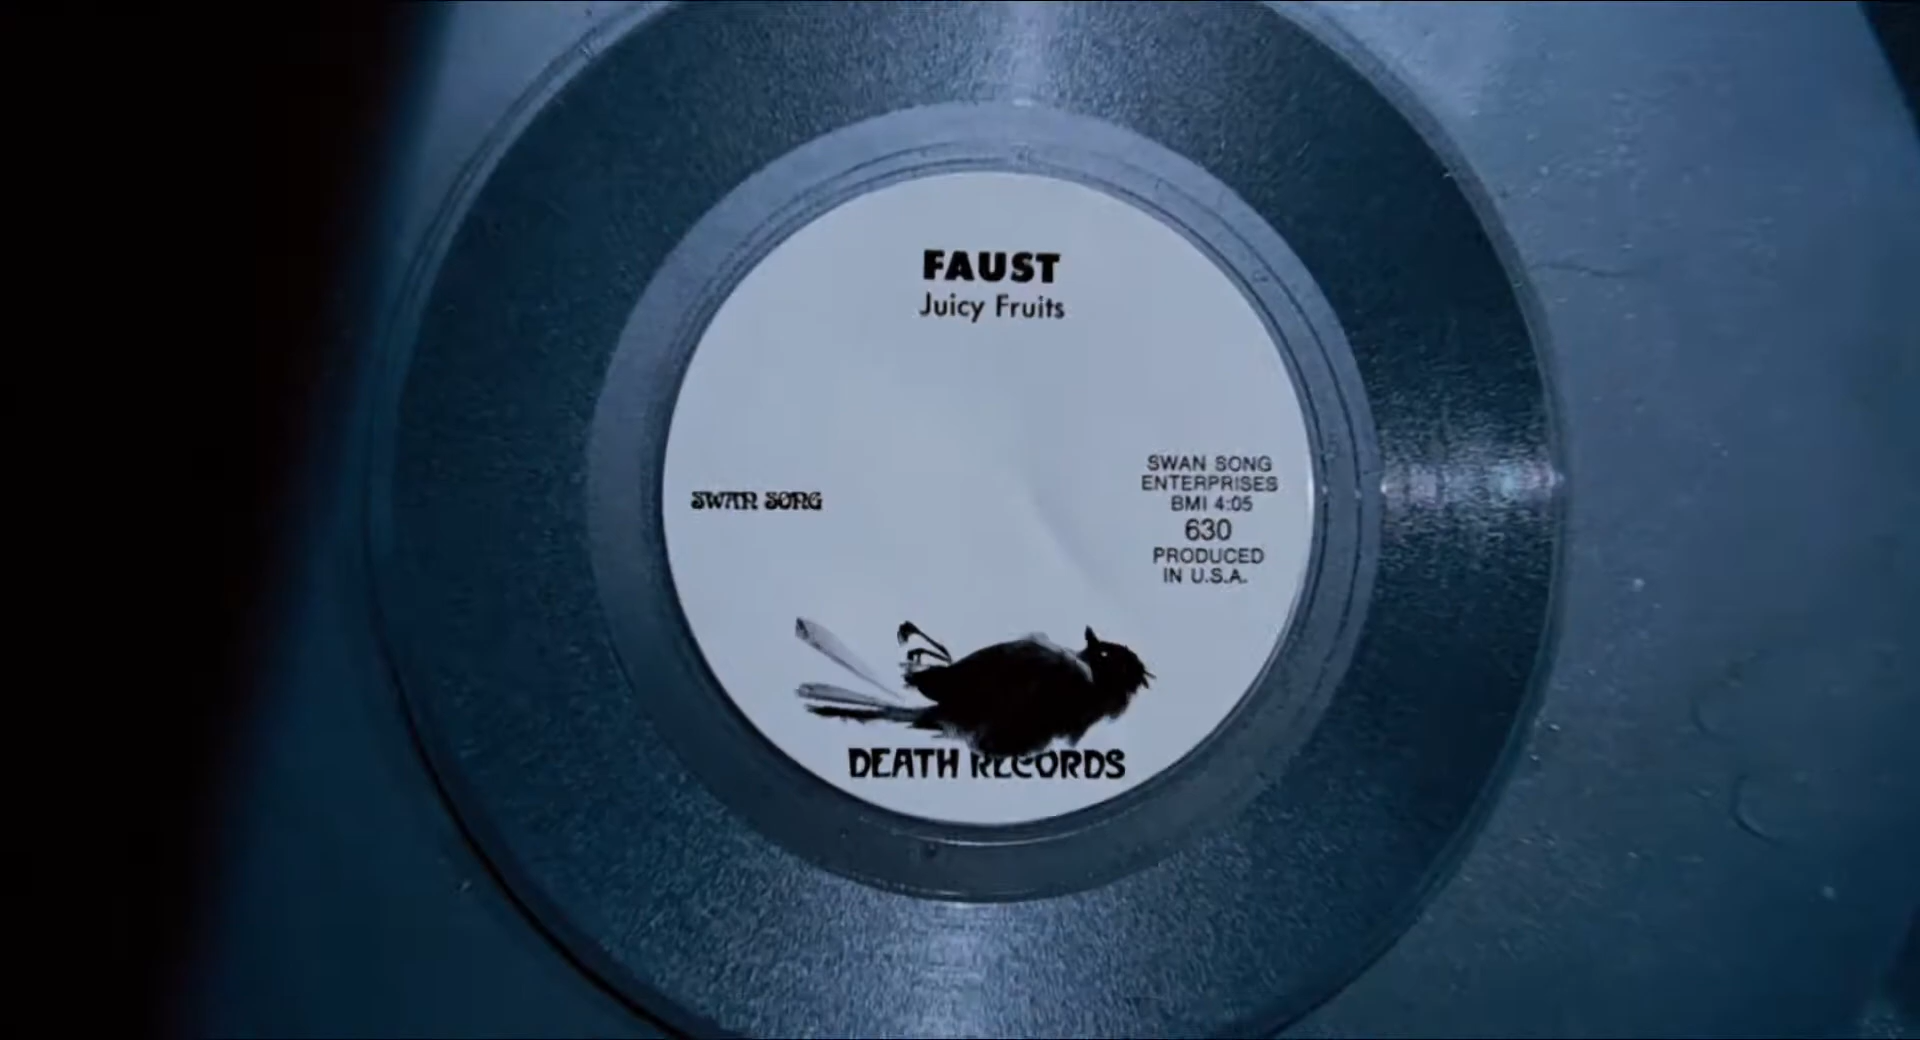 FAUST
Juicy Fruits
SWAN SONG
SWAN SONG
ENTERPRISES
BMI 4:05
630
PRODUCED
IN U.S.A.
DEATH RECORDS